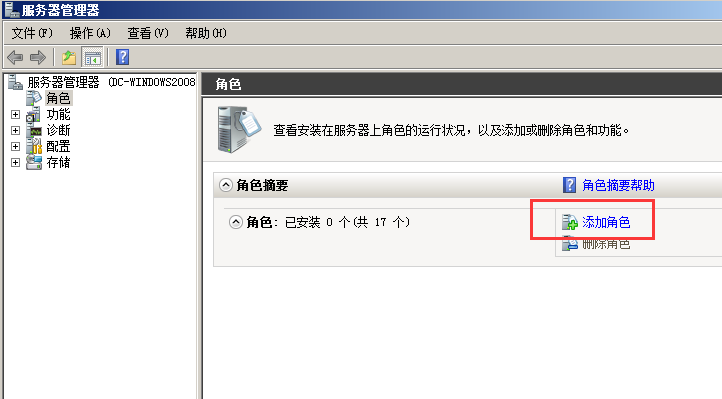 服务器管理器
文件(F) 操作(A) 查看(V) 帮助(H)
服务器管理器 (DC-WINDOWS2008
角色
功能
诊断
配置
存储
角色
查看安装在服务器上角色的运行状况，以及添加或删除角色和功能。
角色摘要
角色摘要帮助
角色: 已安装 0 个(共 17 个)
添加角色
删除角色